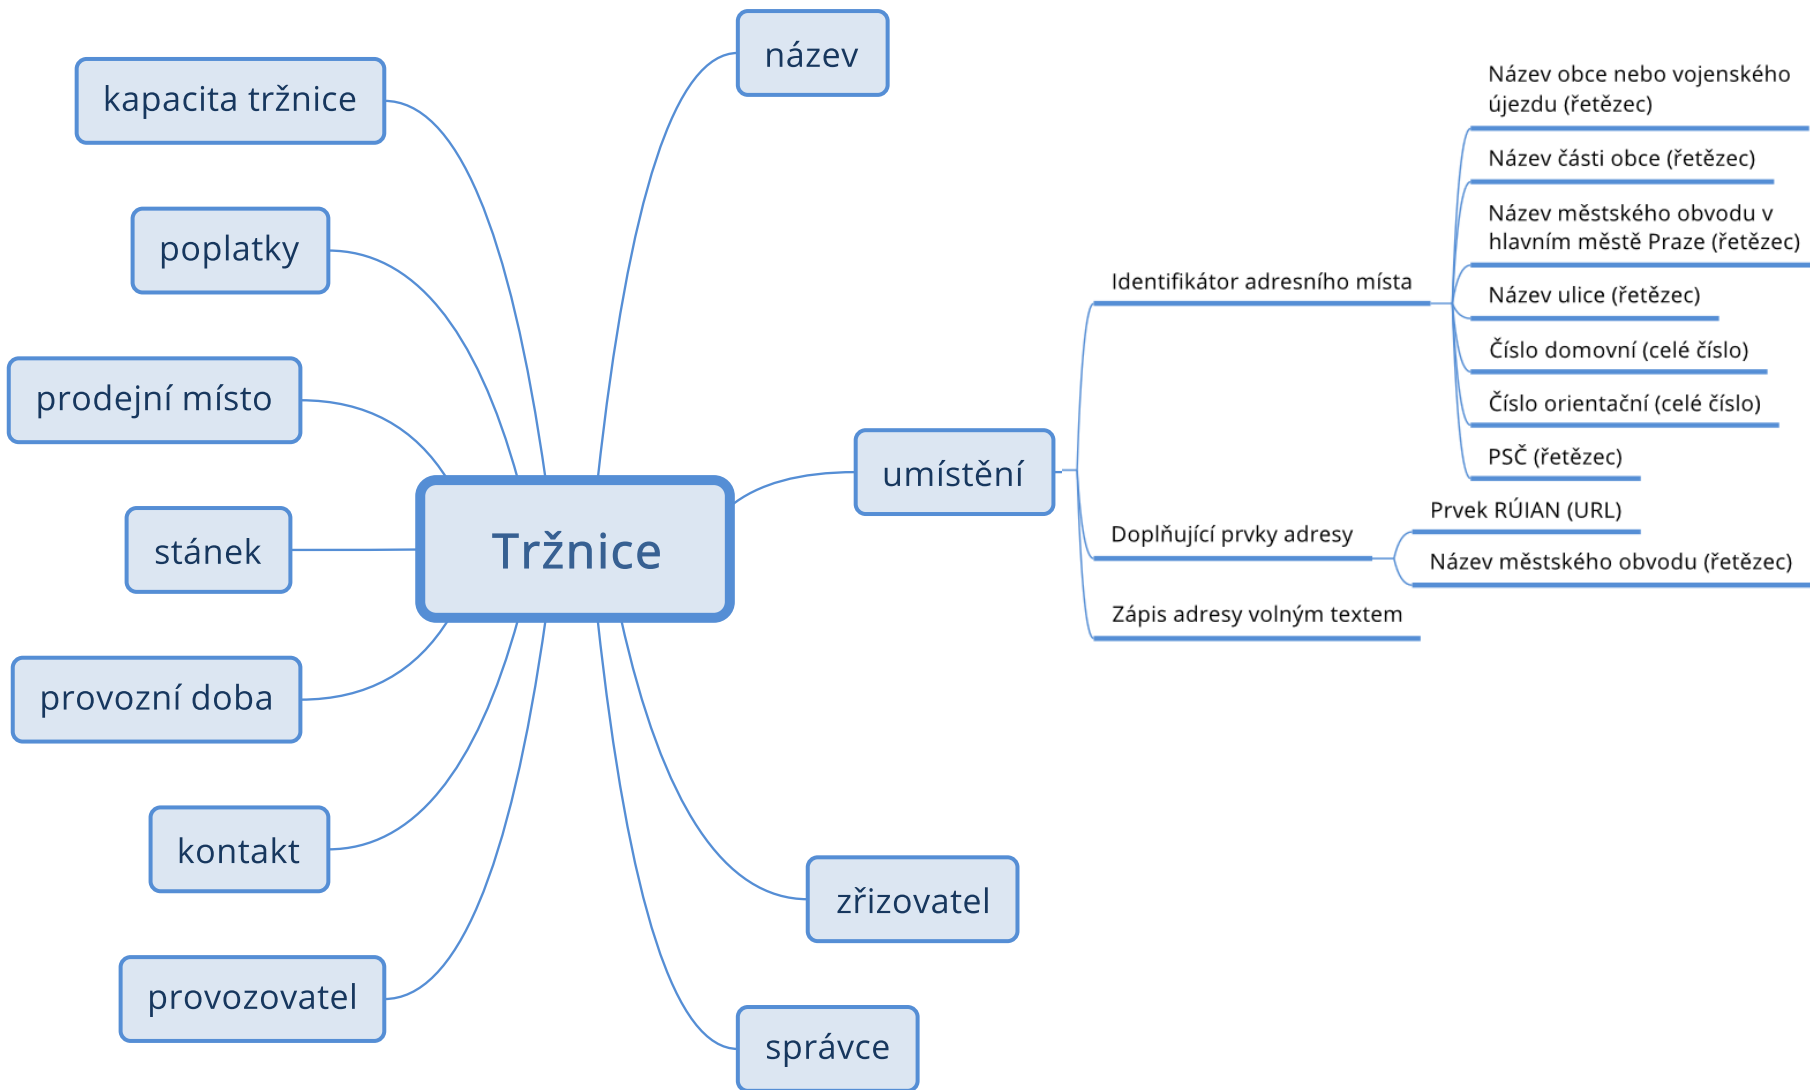 název
kapacita tržnice
poplatky
prodejní místo
stánek
provozní doba
kontakt
provozovatel
Tržnice
umístění
Identifikátor adresního místa
Název obce nebo vojenského
újezdu (řetězec)
Název části obce (řetězec)
Název městského obvodu v
hlavním městě Praze (řetězec)
Název ulice (řetězec)
Číslo domovní (celé číslo)
Číslo orientační (celé číslo)
PSČ (řetězec)
Doplňující prvky adresy
Prvek RÚIAN (URL)
Název městského obvodu (řetězec)
Zápis adresy volným textem
zřizovatel
správce